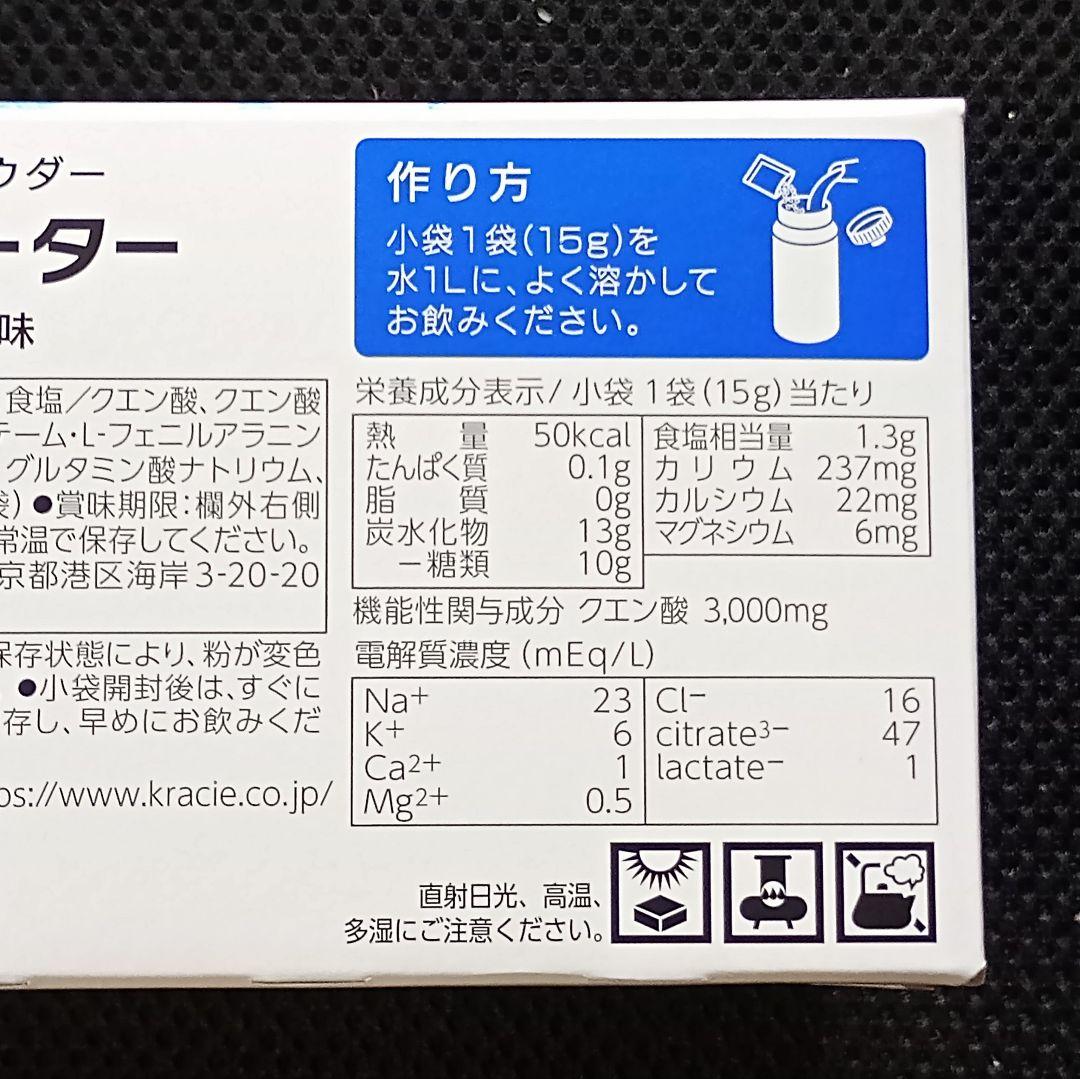 ウダー
ーター
味
食塩／クエン酸、クエン酸
テーム・L-フェニルアラニン
グルタミン酸ナトリウム、
袋）●賞味期限：欄外右側
常温で保存してください。
京都港区海岸3-20-20
保存状態により、粉が変色
●小袋開封後は、すぐに
存し、早めにお飲みくだ
ps://www.kracie.co.jp/
作り方
小袋1袋(15g)を
水1Lに、よく溶かして
お飲みください。
栄養成分表示/ 小袋1袋(15g)当たり
熱量 50kcal
たんぱく質 0.1g
脂質 0g
炭水化物 13g
－糖類 10g
食塩相当量 1.3g
カリウム 237mg
カルシウム 22mg
マグネシウム 6mg
機能性関与成分 クエン酸 3,000mg
電解質濃度(mEq/L)
Na+ 23
K+ 6
Ca2+ 1
Mg2+ 0.5
Cl− 16
citrate3− 47
lactate− 1
直射日光、高温、
多湿にご注意ください。